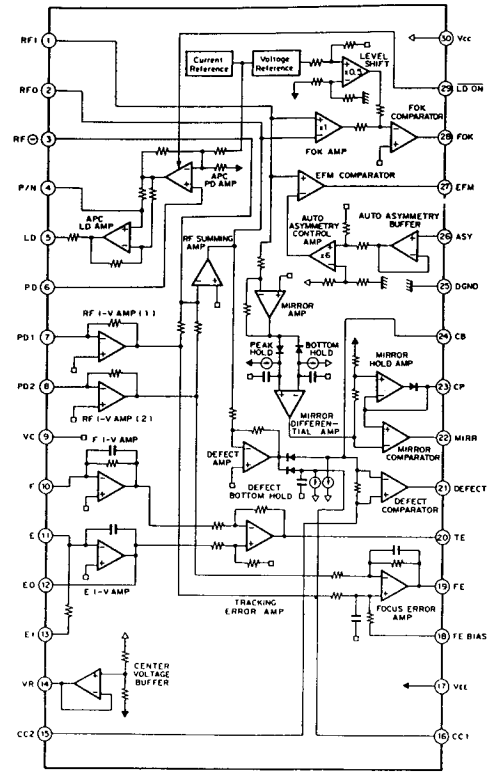 RFI 1
RFO 2
RF⊖ 3
P/N 4
LD 5
PD 6
PD1 7
PD2 8
VC 9
F 10
E 11
EO 12
EI 13
VR 14
CC2 15
30 Vcc
29 LD ON
28 FOK
27 EFM
26 ASY
25 DGND
24 CB
23 CP
22 MIRR
21 DEFECT
20 TE
19 FE
18 FE BIAS
17 VEE
16 CC1
Current
Reference
Voltage
Reference
LEVEL
SHIFT
×0.5
FOK
COMPARATOR
×1
FOK AMP
APC
PD AMP
APC
LD AMP
EFM COMPARATOR
AUTO
ASYMMETRY
CONTROL
AMP
AUTO ASYMMETRY
BUFFER
×6
RF SUMMING
AMP
MIRROR
AMP
RF I-V AMP (1)
RF I-V AMP (2)
PEAK
HOLD
BOTTOM
HOLD
MIRROR
HOLD AMP
MIRROR
DIFFEREN-
TIAL AMP
MIRROR
COMPARATOR
F I-V AMP
DEFECT
AMP
DEFECT
BOTTOM HOLD
DEFECT
COMPARATOR
E I-V AMP
TRACKING
ERROR AMP
FOCUS ERROR
AMP
CENTER
VOLTAGE
BUFFER